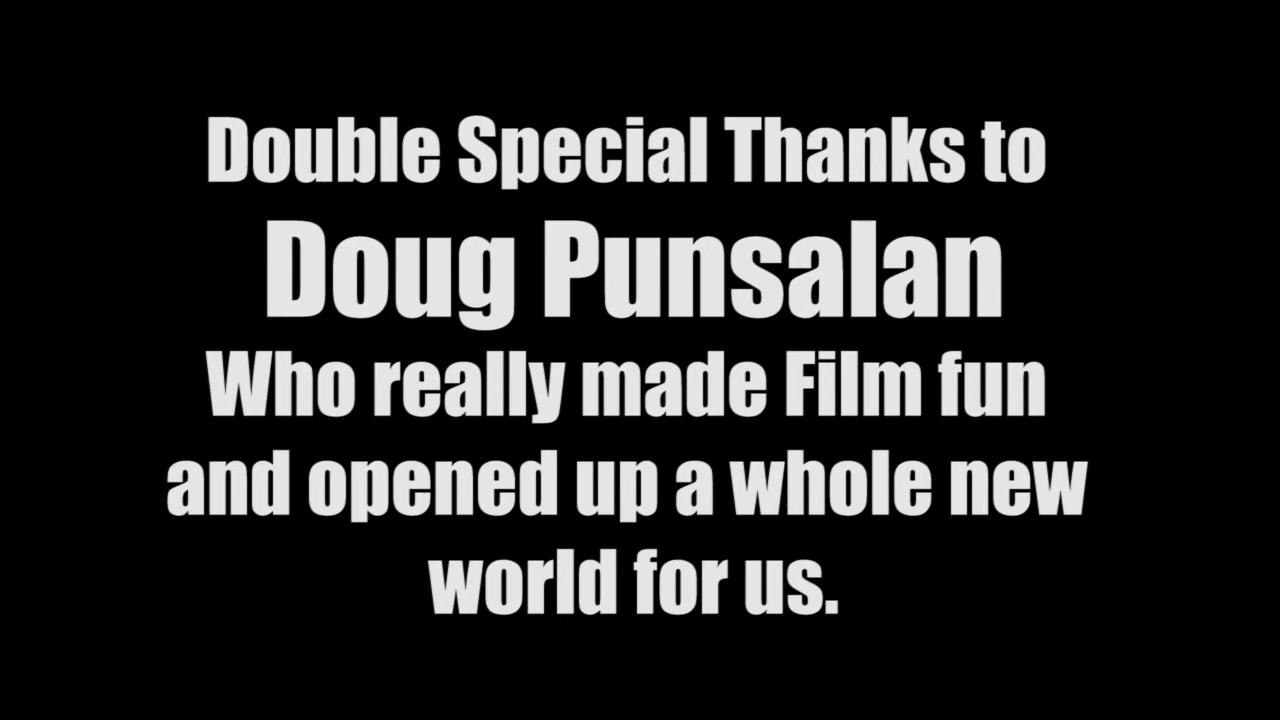 Double Special Thanks to
Doug Punsalan
Who really made Film fun
and opened up a whole new
world for us.